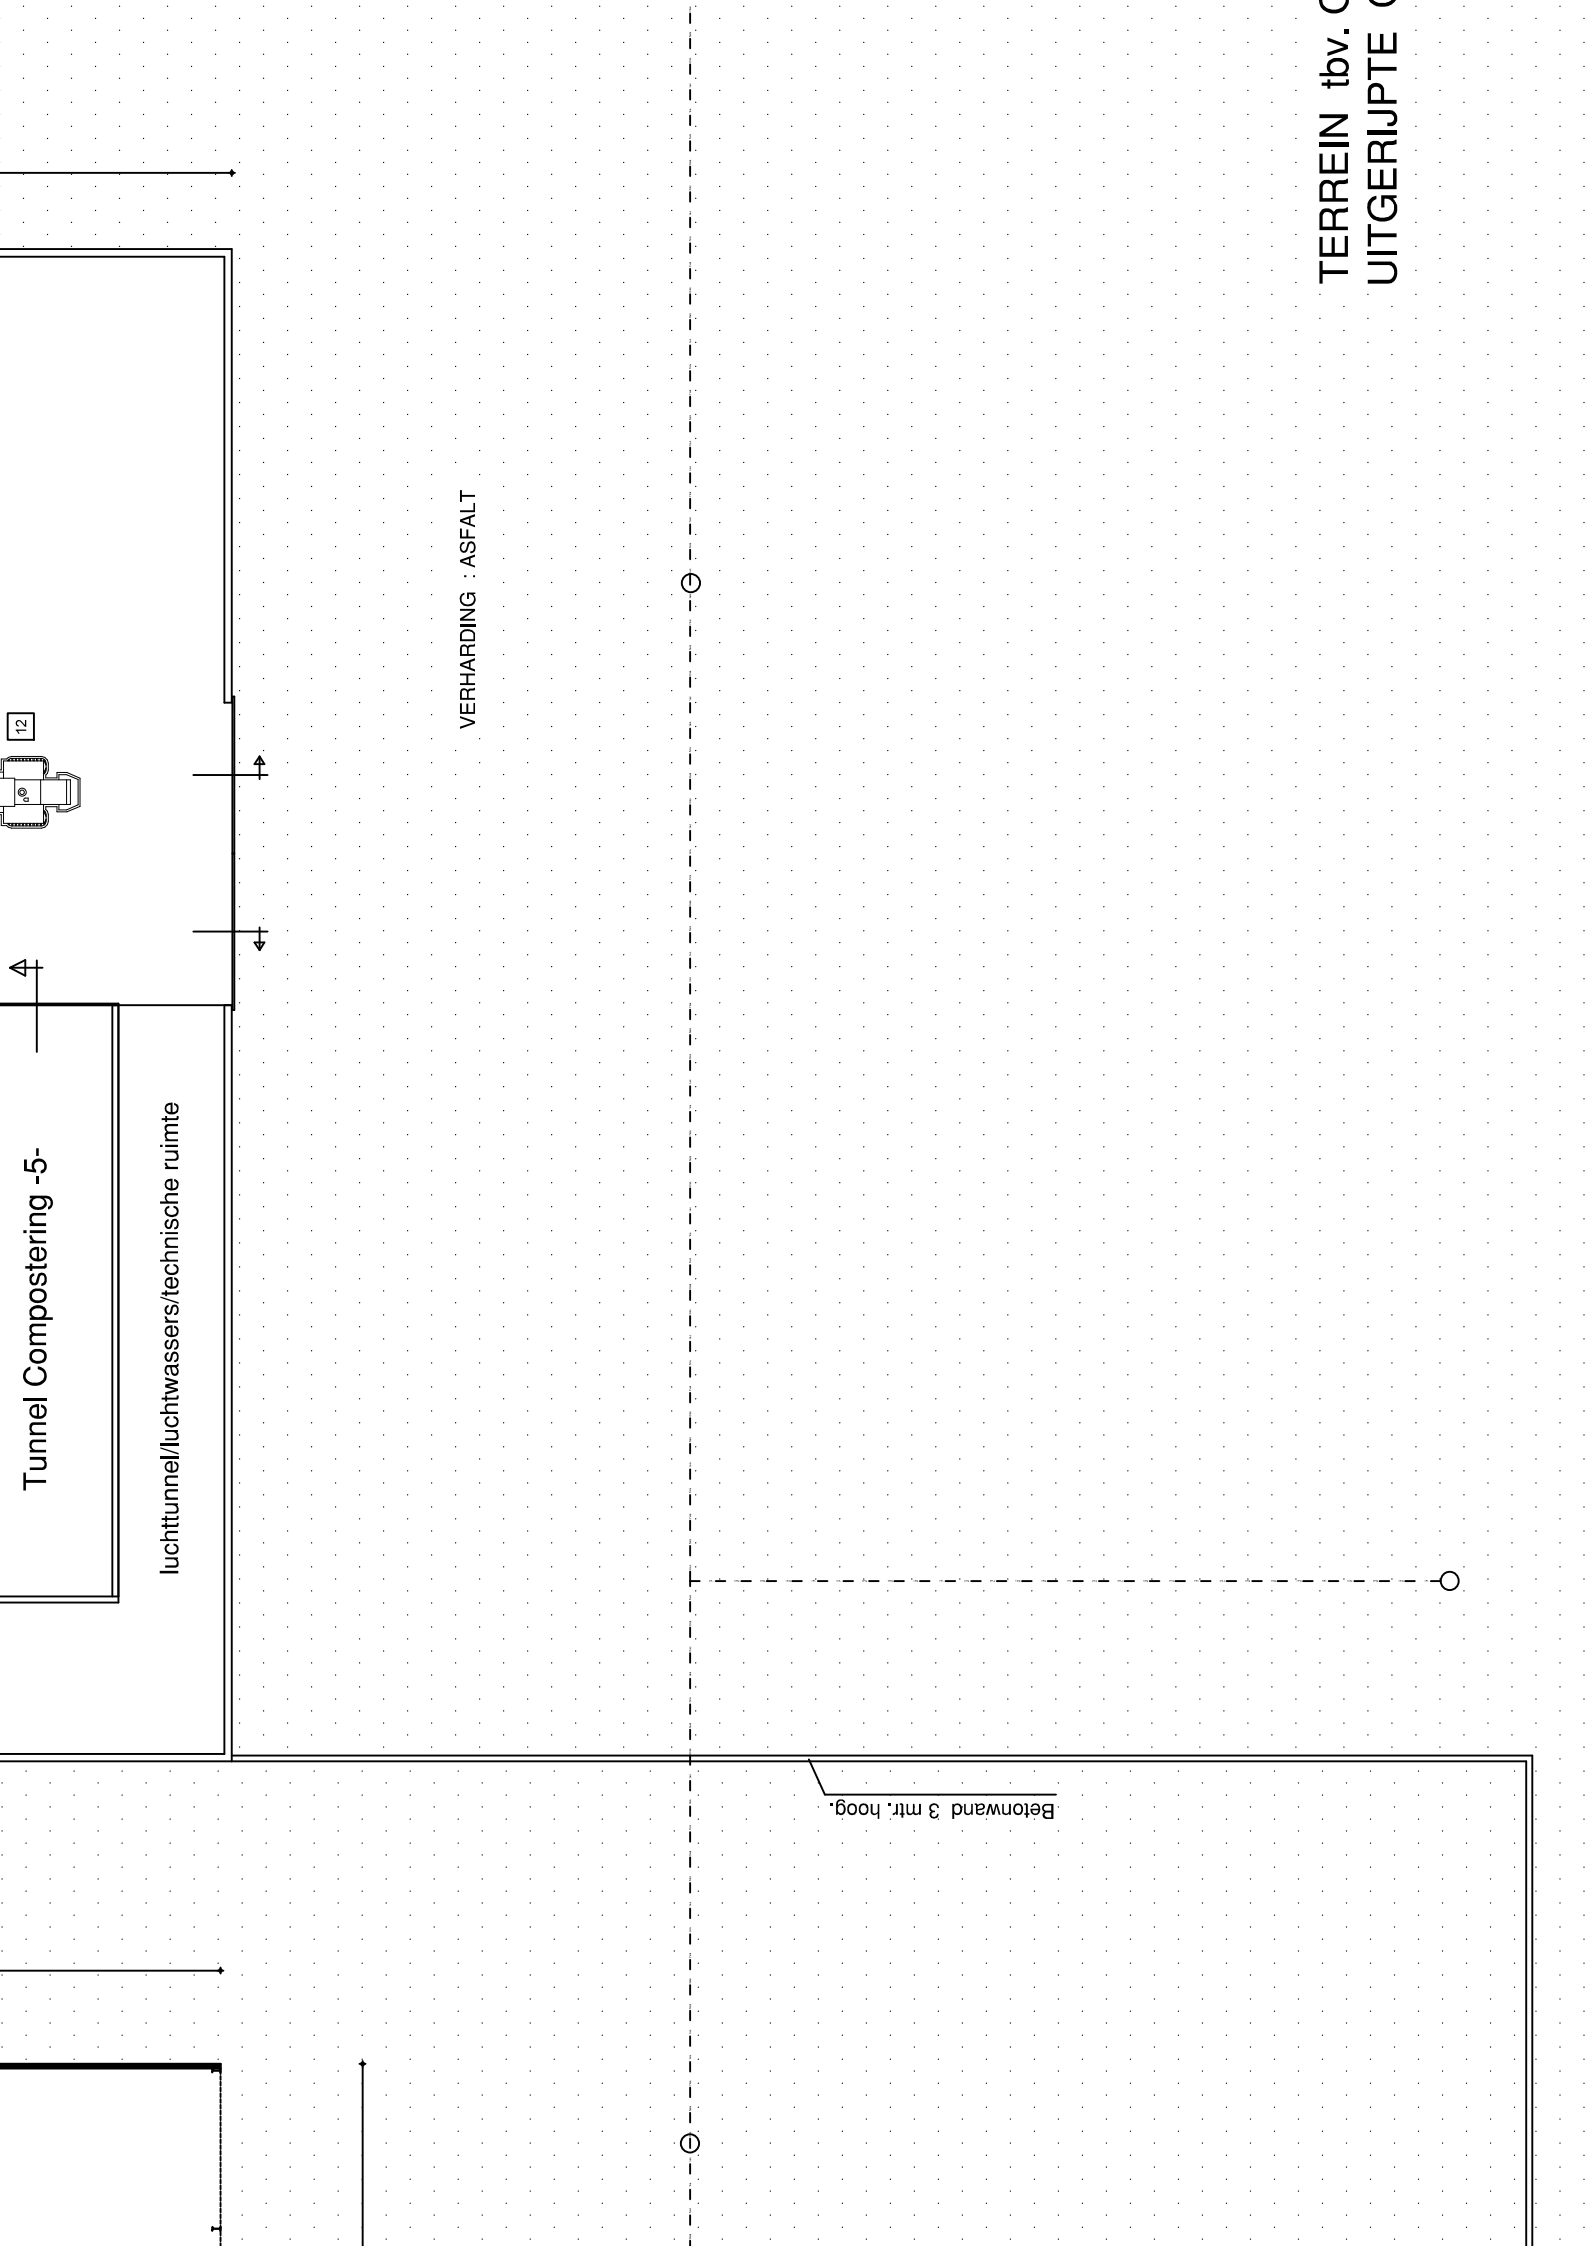 TERREIN tbv.
UITGERIJPTE
VERHARDING : ASFALT
12
Tunnel Compostering -5-
luchttunnel/luchtwassers/technische ruimte
Betonwand 3 mtr. hoog.